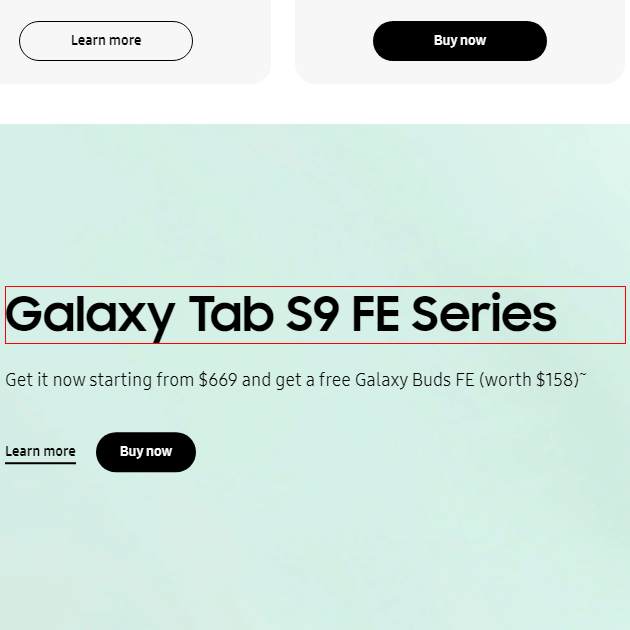 Learn more
Buy now
Galaxy Tab S9 FE Series
Get it now starting from $669 and get a free Galaxy Buds FE (worth $158)~
Learn more
Buy now